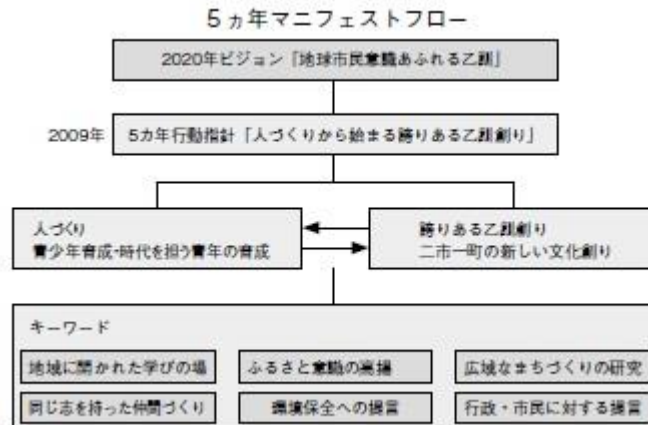 5ヵ年マニフェストフロー
2020年ビジョン「地球市民意識あふれる乙訓」
2009年 5カ年行動指針「人づくりから始まる誇りある乙訓創り」
人づくり
青少年育成・時代を担う青年の育成
誇りある乙訓創り
二市一町の新しい文化創り
キーワード
地域に開かれた学びの場 ふるさと意識の高揚 広域なまちづくりの研究
同じ志を持った仲間づくり 環境保全への提言 行政・市民に対する提言